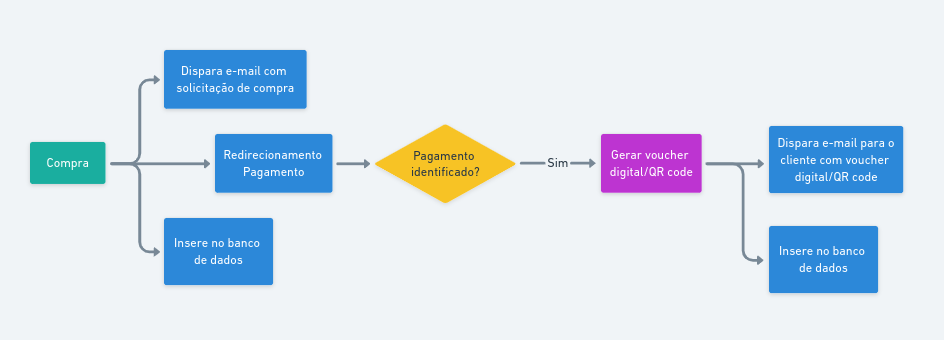 Compra
Dispara e-mail com
solicitação de compra
Redirecionamento
Pagamento
Insere no banco
de dados
Pagamento
identificado?
Sim
Gerar voucher
digital/QR code
Dispara e-mail para o
cliente com voucher
digital/QR code
Insere no banco
de dados